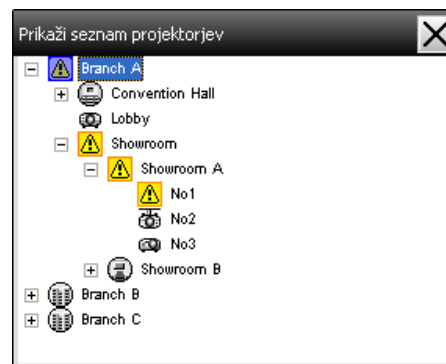 Prikaži seznam projektorjev
Branch A
Convention Hall
Lobby
Showroom
Showroom A
No1
No2
No3
Showroom B
Branch B
Branch C